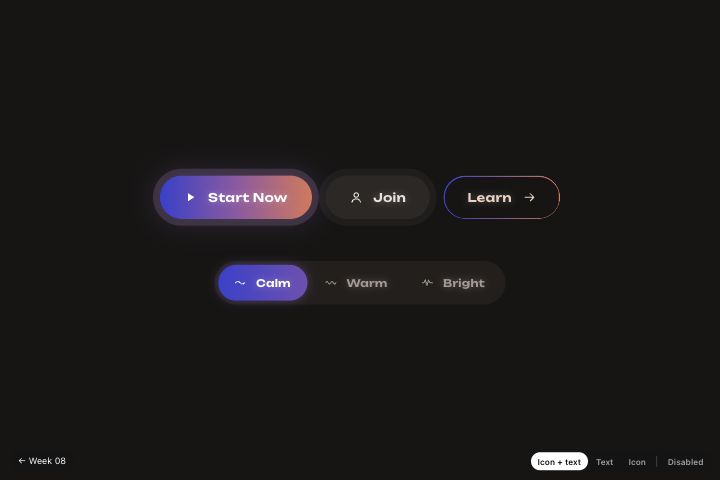 Start Now
Join
Learn →
Calm
Warm
Bright
← Week 08
Icon + text
Text
Icon
Disabled